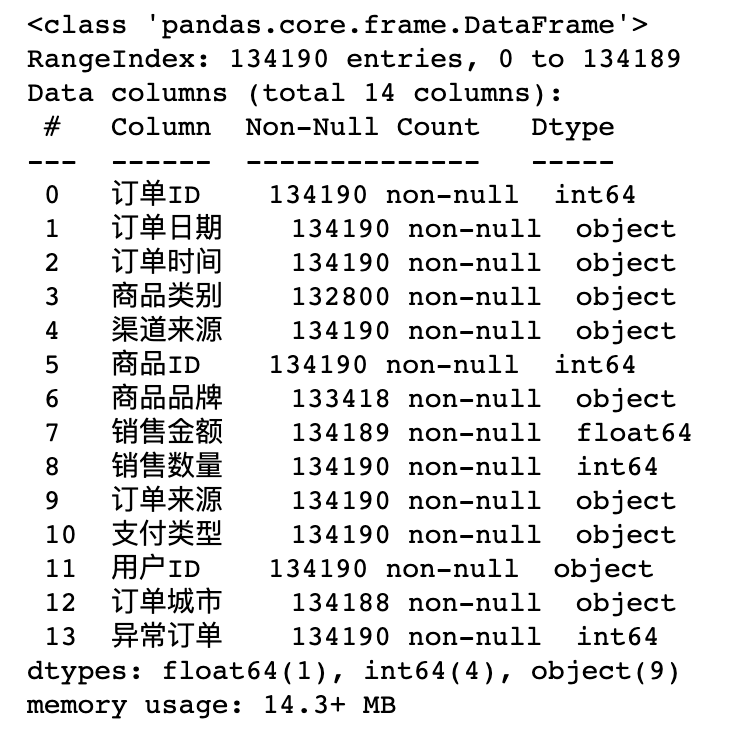 <class 'pandas.core.frame.DataFrame'>
RangeIndex: 134190 entries, 0 to 134189
Data columns (total 14 columns):
 #   Column  Non-Null Count   Dtype
---  ------  --------------   -----
 0   订单ID    134190 non-null  int64
 1   订单日期    134190 non-null  object
 2   订单时间    134190 non-null  object
 3   商品类别    132800 non-null  object
 4   渠道来源    134190 non-null  object
 5   商品ID    134190 non-null  int64
 6   商品品牌    133418 non-null  object
 7   销售金额    134189 non-null  float64
 8   销售数量    134190 non-null  int64
 9   订单来源    134190 non-null  object
 10  支付类型    134190 non-null  object
 11  用户ID    134190 non-null  object
 12  订单城市    134188 non-null  object
 13  异常订单    134190 non-null  int64
dtypes: float64(1), int64(4), object(9)
memory usage: 14.3+ MB